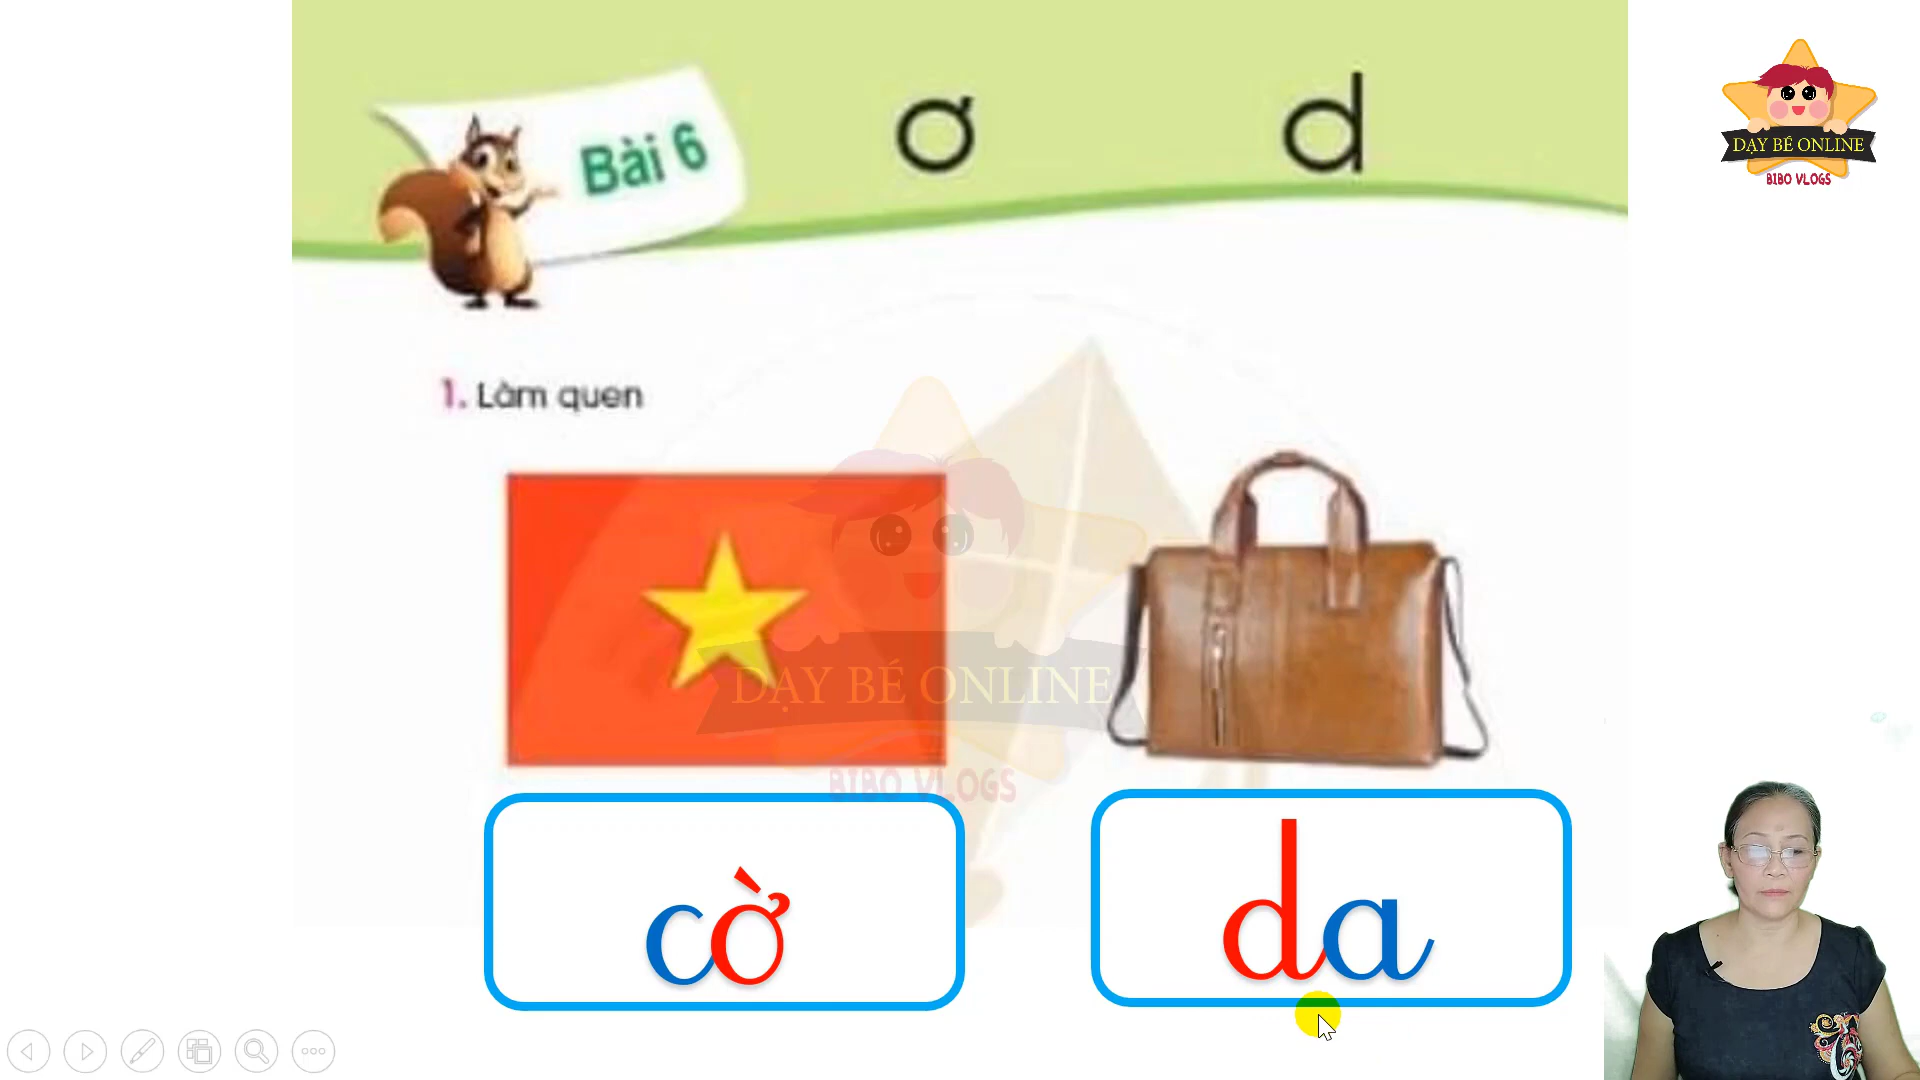 Bài 6
ơ
d
DẠY BÉ ONLINE
BIBO VLOGS
1. Làm quen
DẠY BÉ ONLINE
BIBO VLOGS
cờ
da